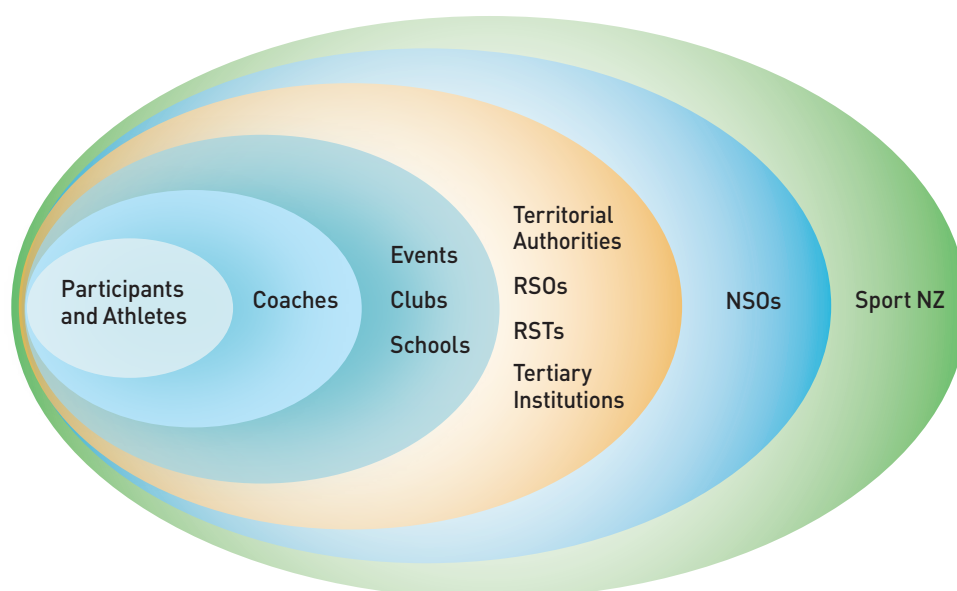 Participants
and Athletes
Coaches
Events
Clubs
Schools
Territorial
Authorities
RSOs
RSTs
Tertiary
Institutions
NSOs
Sport NZ